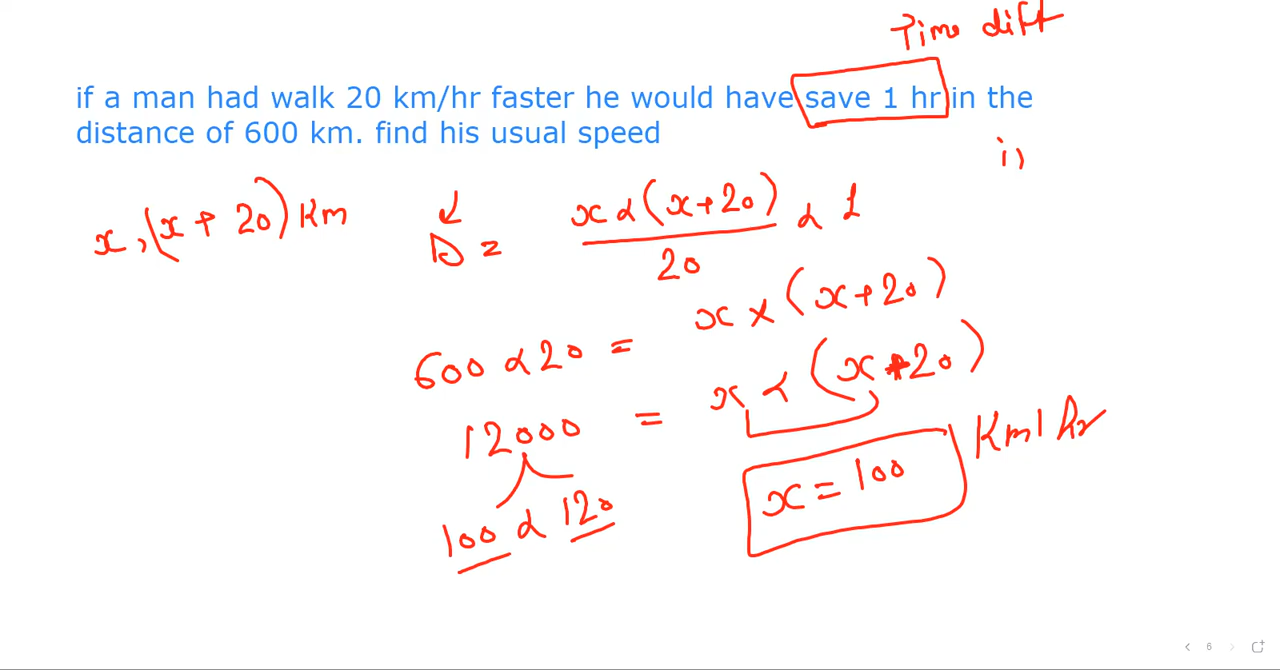 Time diff
if a man had walk 20 km/hr faster he would have save 1 hr in the
distance of 600 km. find his usual speed
x, (x + 20) Km
D = x × (x+20) / 20 × 1
600 × 20 = x × (x+20)
12000 = x × (x+20)
100 × 120
x = 100 Km/hr
6